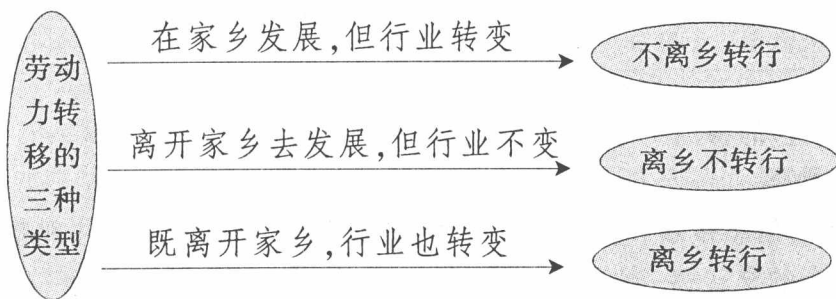 劳动
力转
移的
三种
类型
在家乡发展,但行业转变
不离乡转行
离开家乡去发展,但行业不变
离乡不转行
既离开家乡,行业也转变
离乡转行